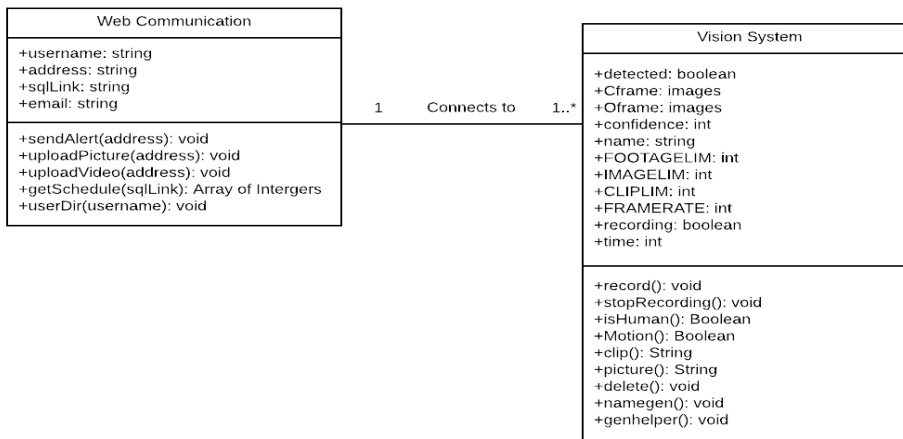 Web Communication
+username: string
+address: string
+sqlLink: string
+email: string
+sendAlert(address): void
+uploadPicture(address): void
+uploadVideo(address): void
+getSchedule(sqlLink): Array of Intergers
+userDir(username): void
1 Connects to 1..*
Vision System
+detected: boolean
+Cframe: images
+Oframe: images
+confidence: int
+name: string
+FOOTAGELIM: int
+IMAGELIM: int
+CLIPLIM: int
+FRAMERATE: int
+recording: boolean
+time: int
+record(): void
+stopRecording(): void
+isHuman(): Boolean
+Motion(): Boolean
+clip(): String
+picture(): String
+delete(): void
+namegen(): void
+genhelper(): void